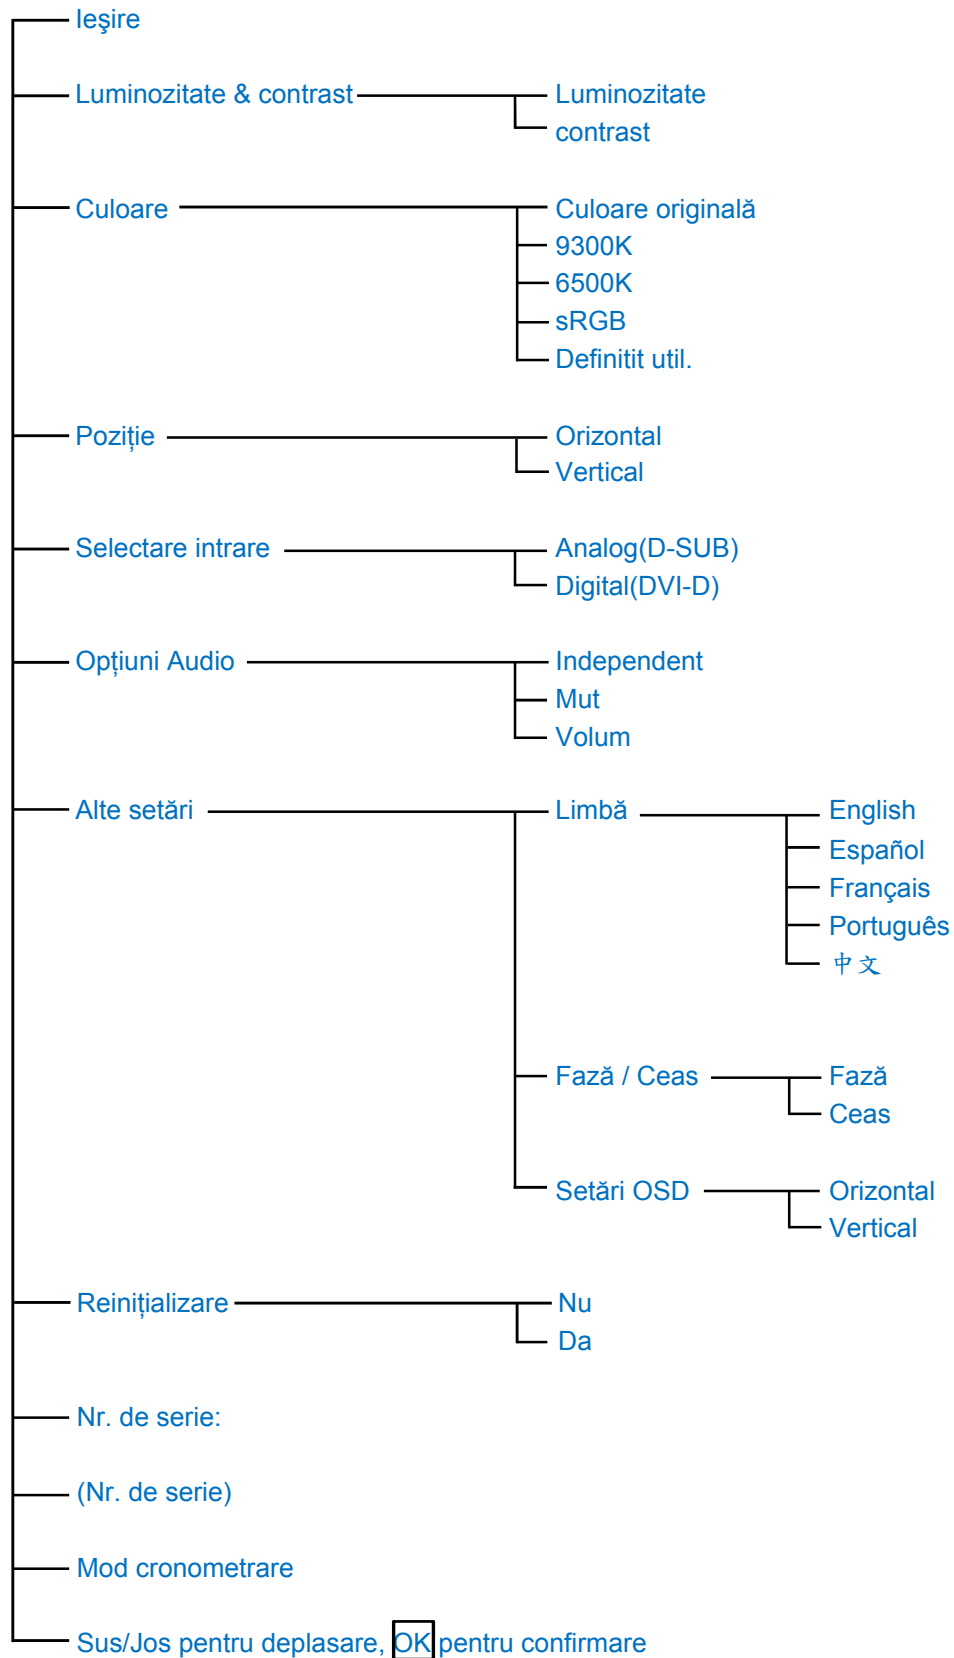 Ieşire
Luminozitate & contrast Luminozitate
contrast
Culoare Culoare originală
9300K
6500K
sRGB
Definitit util.
Poziţie Orizontal
Vertical
Selectare intrare Analog(D-SUB)
Digital(DVI-D)
Opţiuni Audio Independent
Mut
Volum
Alte setări Limbă English
Español
Français
Português
中文
Fază / Ceas Fază
Ceas
Setări OSD Orizontal
Vertical
Reiniţializare Nu
Da
Nr. de serie:
(Nr. de serie)
Mod cronometrare
Sus/Jos pentru deplasare, OK pentru confirmare